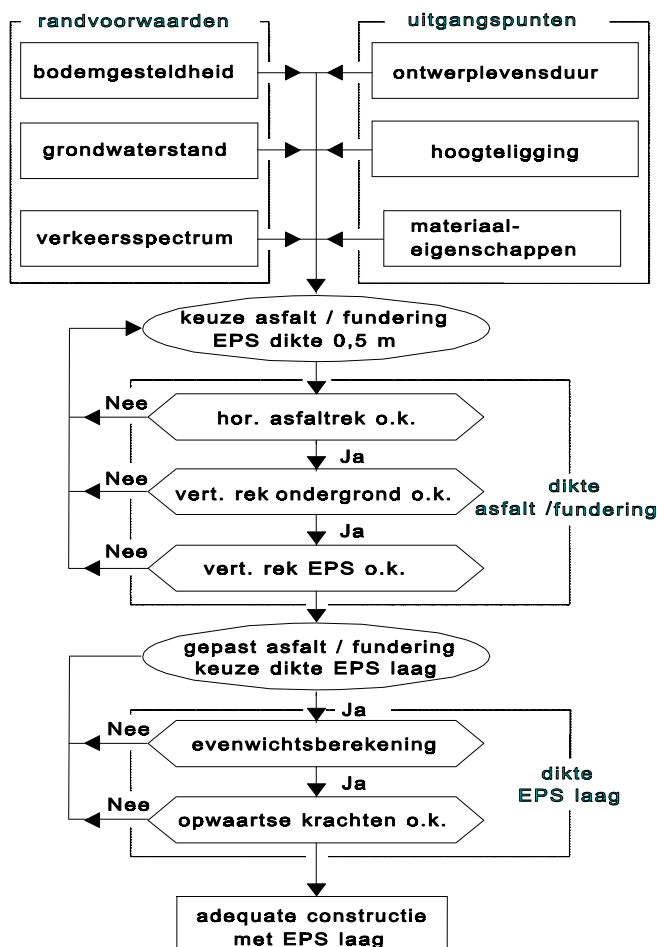 randvoorwaarden
uitgangspunten
bodemgesteldheid
ontwerplevensduur
grondwaterstand
hoogteligging
verkeersspectrum
materiaal-
eigenschappen
keuze asfalt / fundering
EPS dikte 0,5 m
Nee
hor. asfaltrek o.k.
Ja
Nee
vert. rek ondergrond o.k.
dikte
asfalt /fundering
Ja
Nee
vert. rek EPS o.k.
gepast asfalt / fundering
keuze dikte EPS laag
Ja
Nee
evenwichtsberekening
Ja
dikte
EPS laag
Nee
opwaartse krachten o.k.
adequate constructie
met EPS laag